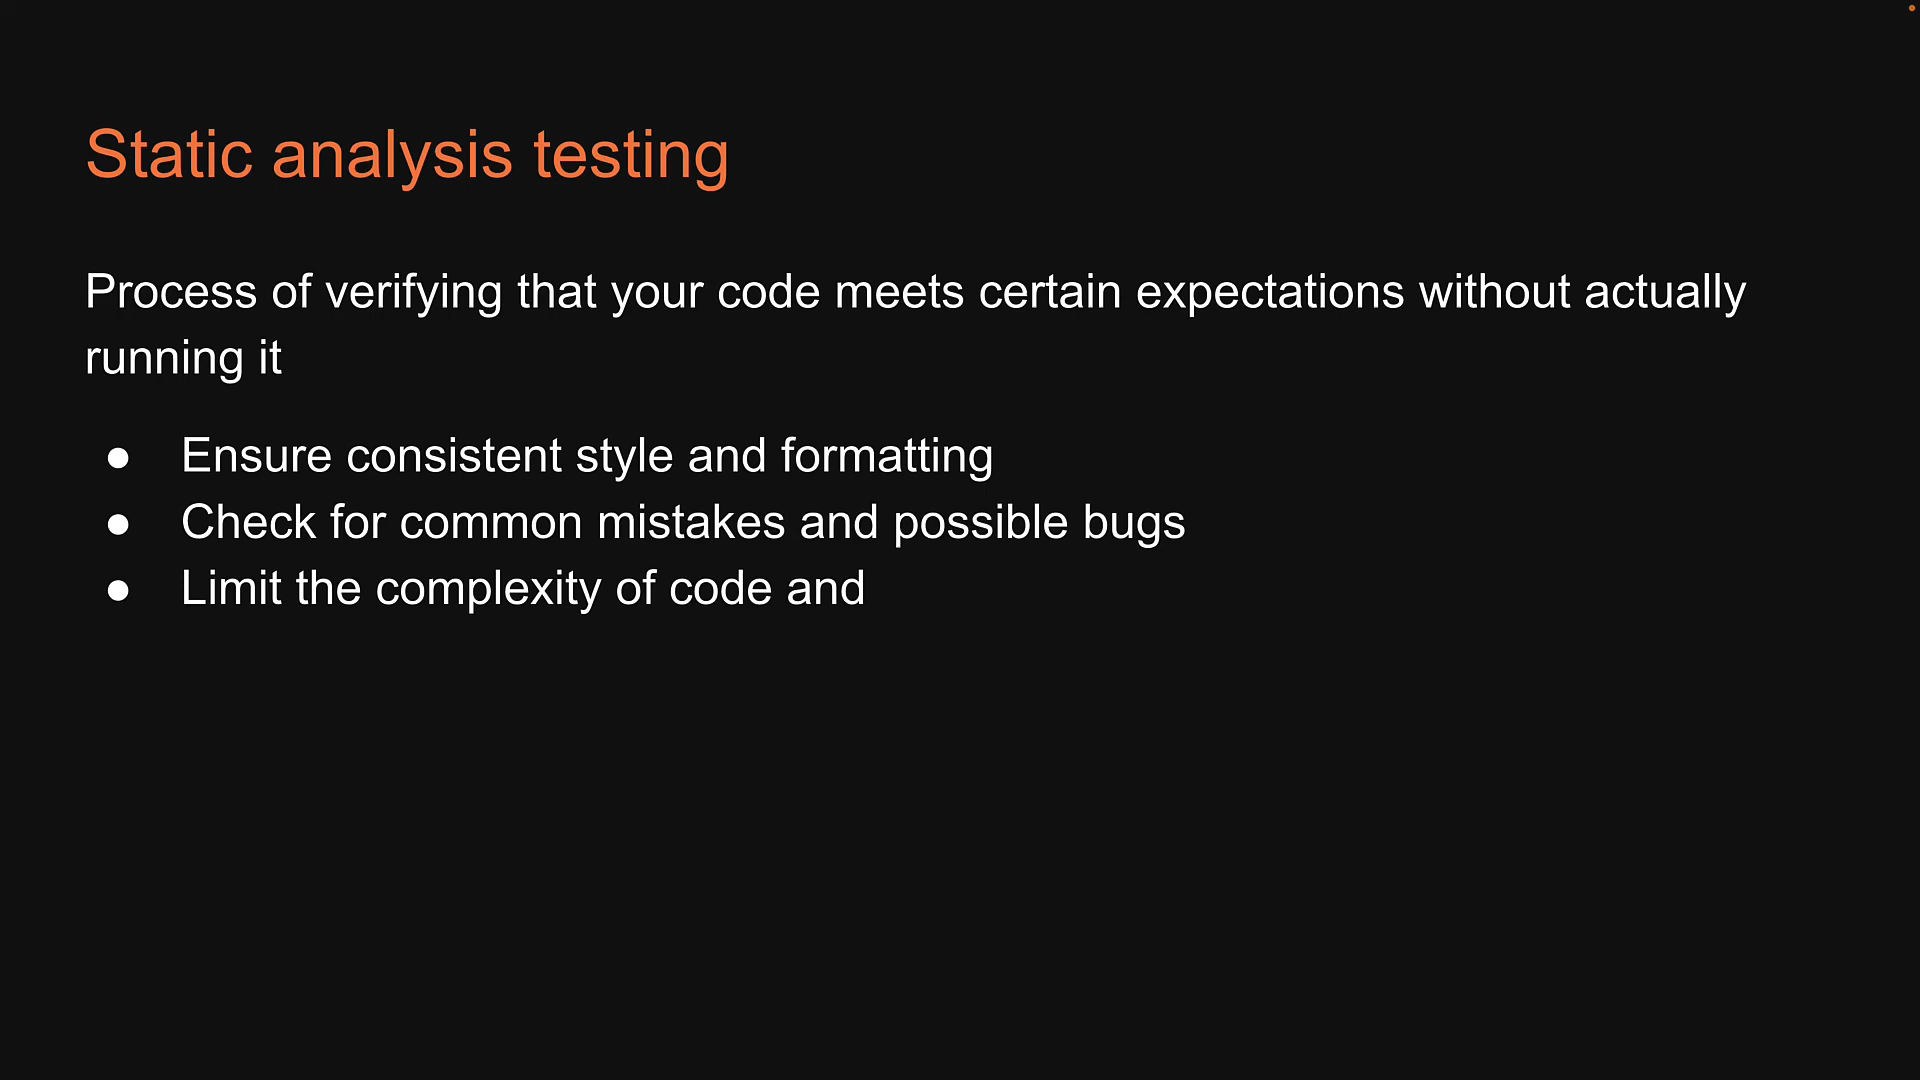 Static analysis testing
Process of verifying that your code meets certain expectations without actually
running it
● Ensure consistent style and formatting
● Check for common mistakes and possible bugs
● Limit the complexity of code and